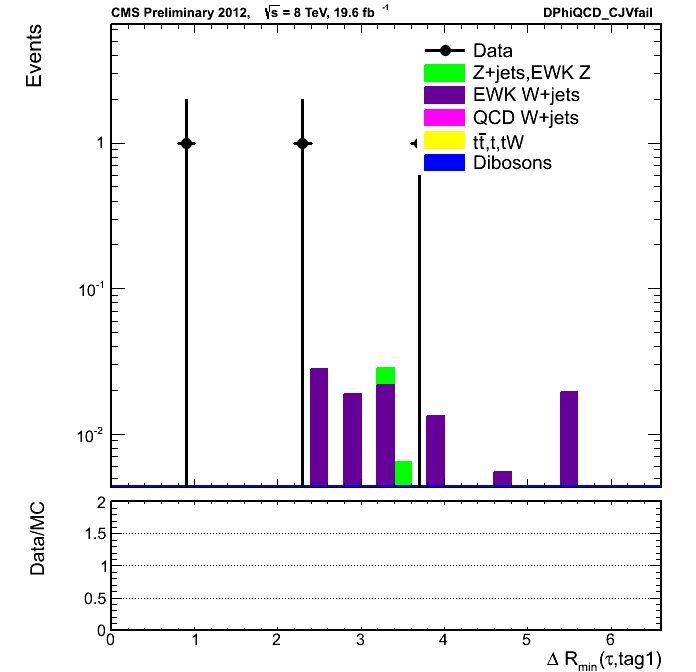 CMS Preliminary 2012, √s = 8 TeV, 19.6 fb⁻¹ DPhiQCD_CJVfail
Events
Data
Z+jets,EWK Z
EWK W+jets
QCD W+jets
tt̅,t,tW
Dibosons
1
10⁻¹
10⁻²
Data/MC
2
1.5
1
0.5
0
0 1 2 3 4 5 6
Δ R_min(τ,tag1)